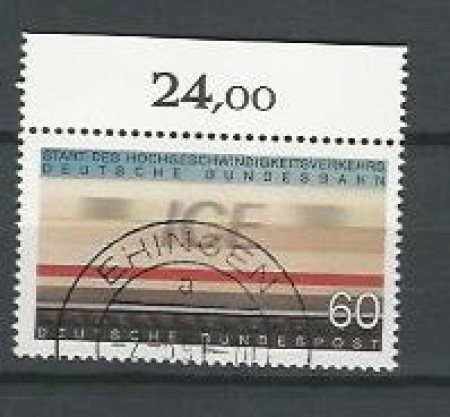 24,00
START DES HOCHGESCHWINDIGKEITSVERKEHRS
DEUTSCHE BUNDESBAHN
ICE
EHINGEN
a
60
DEUTSCHE BUNDESPOST